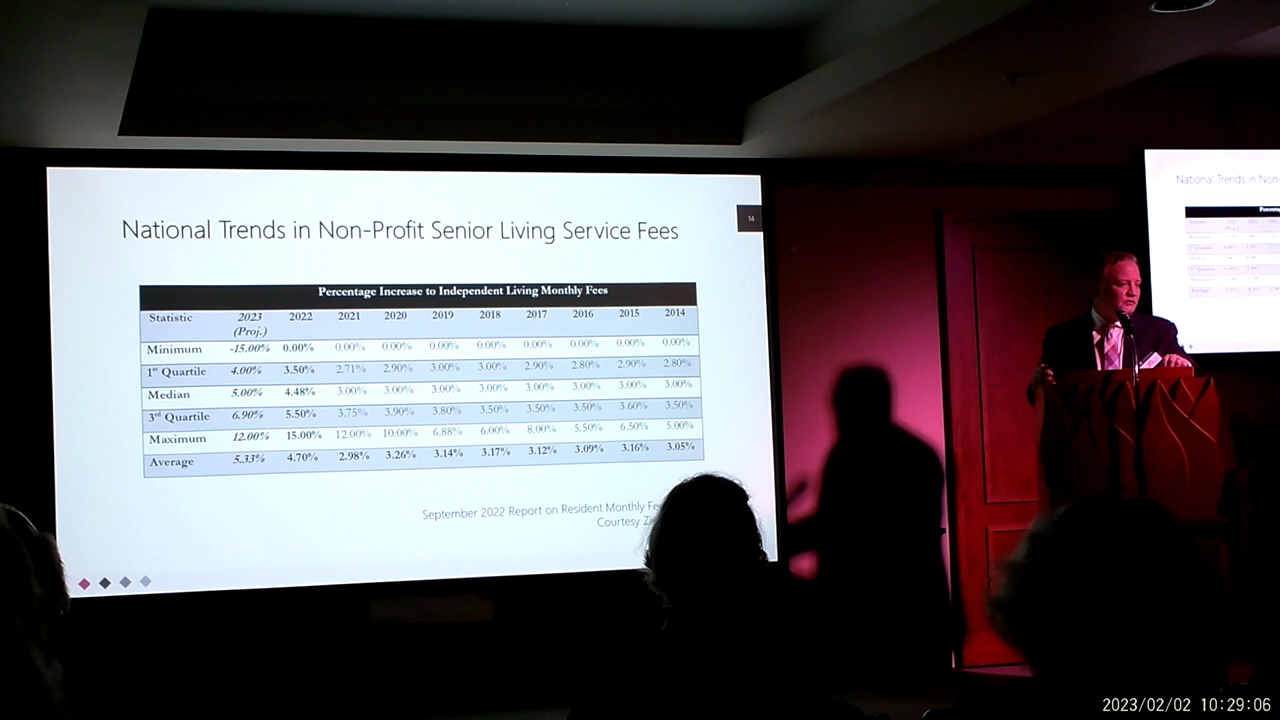 14
National Trends in Non-Profit Senior Living Service Fees
Percentage Increase to Independent Living Monthly Fees
Statistic 2023 (Proj.) 2022 2021 2020 2019 2018 2017 2016 2015 2014
Minimum -15.00% 0.00% 0.00% 0.00% 0.00% 0.00% 0.00% 0.00% 0.00% 0.00%
1st Quartile 4.00% 3.50% 2.71% 2.90% 3.00% 3.00% 2.90% 2.80% 2.90% 2.80%
Median 5.00% 4.48% 3.00% 3.00% 3.00% 3.00% 3.00% 3.00% 3.00% 3.00%
3rd Quartile 6.90% 5.50% 3.75% 3.90% 3.80% 3.50% 3.50% 3.50% 3.60% 3.50%
Maximum 12.00% 15.00% 12.00% 10.00% 6.88% 6.00% 8.00% 5.50% 6.50% 5.00%
Average 5.33% 4.70% 2.98% 3.26% 3.14% 3.17% 3.12% 3.09% 3.16% 3.05%
September 2022 Report on Resident Monthly
Courtesy
National Trends in Non-
2023/02/02 10:29:06